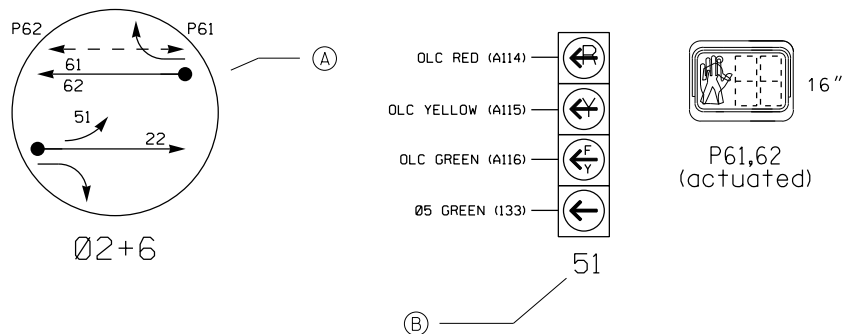 P62
P61
61
62
51
22
Ø2+6
A
OLC RED (A114)
R
OLC YELLOW (A115)
Y
OLC GREEN (A116)
F
Y
Ø5 GREEN (133)
51
B
16"
P61,62
(actuated)